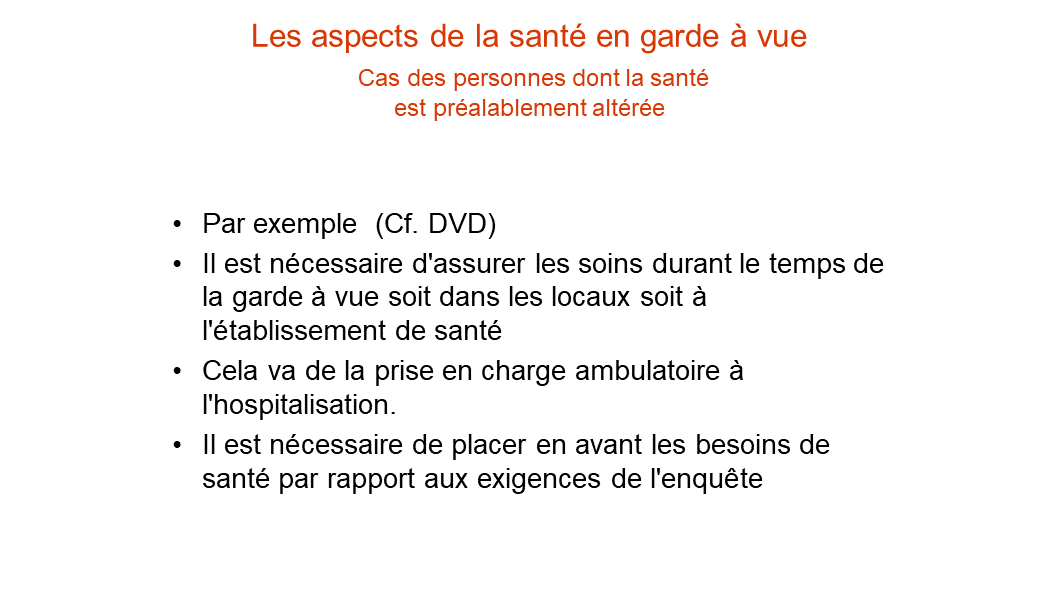 Les aspects de la santé en garde à vue
Cas des personnes dont la santé
est préalablement altérée
• Par exemple  (Cf. DVD)
• Il est nécessaire d'assurer les soins durant le temps de
la garde à vue soit dans les locaux soit à
l'établissement de santé
• Cela va de la prise en charge ambulatoire à
l'hospitalisation.
• Il est nécessaire de placer en avant les besoins de
santé par rapport aux exigences de l'enquête